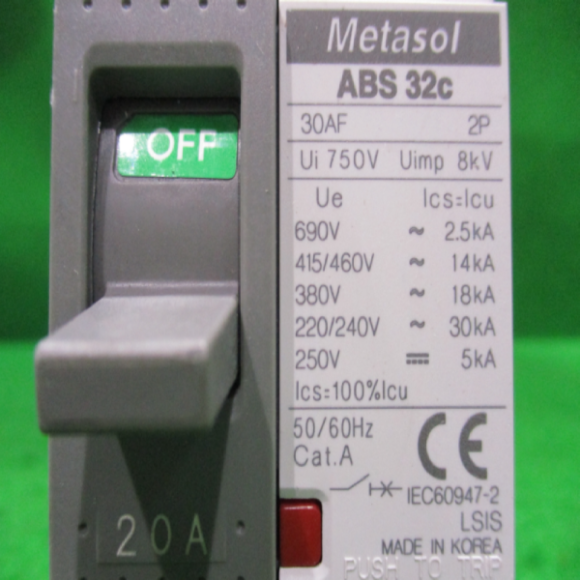 OFF
20A
Metasol
ABS 32c
30AF 2P
Ui 750V Uimp 8kV
Ue Ics=Icu
690V ~ 2.5kA
415/460V ~ 14kA
380V ~ 18kA
220/240V ~ 30kA
250V ⎓ 5kA
Ics=100%Icu
50/60Hz
Cat.A
CE
IEC60947-2
LSIS
MADE IN KOREA
PUSH TO TRIP